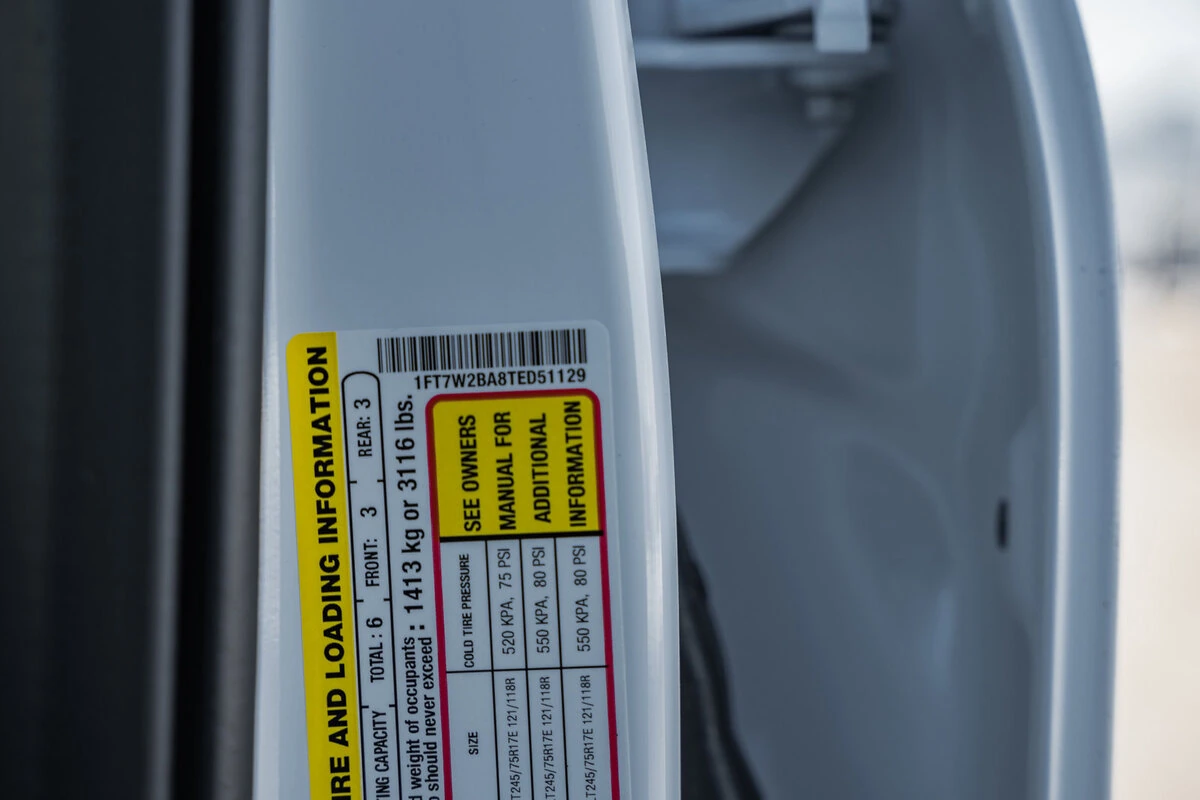 1FT7W2BA8TED51129
IRE AND LOADING INFORMATION
TING CAPACITY TOTAL : 6 FRONT: 3 REAR: 3
d weight of occupants
should never exceed : 1413 kg or 3116 lbs.
SIZE COLD TIRE PRESSURE
T245/75R17E 121/118R 520 KPA, 75 PSI
T245/75R17E 121/118R 550 KPA, 80 PSI
LT245/75R17E 121/118R 550 KPA, 80 PSI
SEE OWNERS
MANUAL FOR
ADDITIONAL
INFORMATION